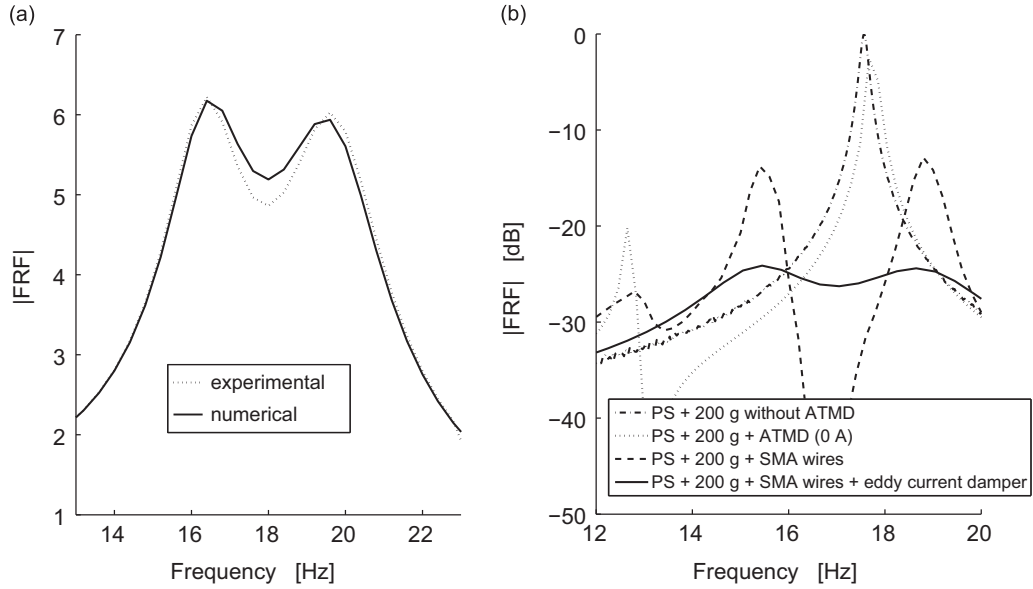 (a)
7
6
5
4
3
2
1
|FRF|
experimental
numerical
14 16 18 20 22
Frequency [Hz]
(b)
0
−10
−20
−30
−40
−50
|FRF| [dB]
PS + 200 g without ATMD
PS + 200 g + ATMD (0 A)
PS + 200 g + SMA wires
PS + 200 g + SMA wires + eddy current damper
12 14 16 18 20
Frequency [Hz]